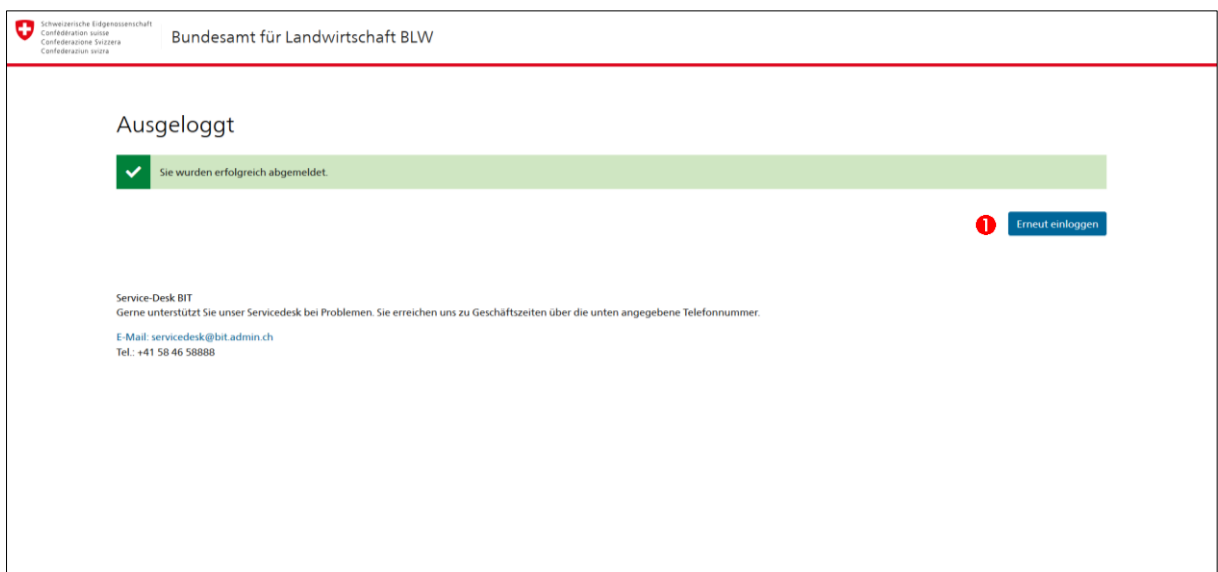 Schweizerische Eidgenossenschaft
Confédération suisse
Confederazione Svizzera
Confederaziun svizra
Bundesamt für Landwirtschaft BLW
Ausgeloggt
Sie wurden erfolgreich abgemeldet.
1 Erneut einloggen
Service-Desk BIT
Gerne unterstützt Sie unser Servicedesk bei Problemen. Sie erreichen uns zu Geschäftszeiten über die unten angegebene Telefonnummer.
E-Mail: servicedesk@bit.admin.ch
Tel.: +41 58 46 58888